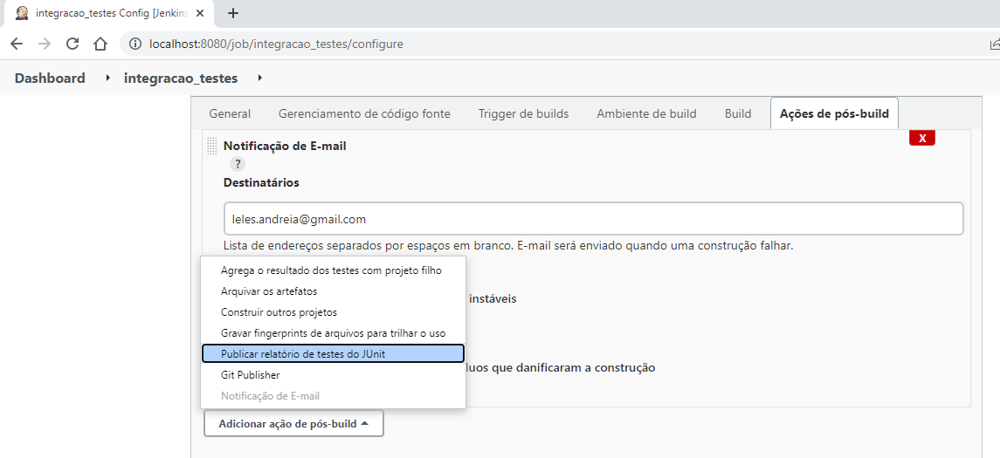 integracao_testes Config [Jenkins
localhost:8080/job/integracao_testes/configure
Dashboard integracao_testes
General Gerenciamento de código fonte Trigger de builds Ambiente de build Build Ações de pós-build
Notificação de E-mail
X
?
Destinatários
leles.andreia@gmail.com
Lista de endereços separados por espaços em branco. E-mail será enviado quando uma construção falhar.
Agrega o resultado dos testes com projeto filho
Arquivar os artefatos
instáveis
Construir outros projetos
Gravar fingerprints de arquivos para trilhar o uso
Publicar relatório de testes do JUnit
luos que danificaram a construção
Git Publisher
Notificação de E-mail
Adicionar ação de pós-build